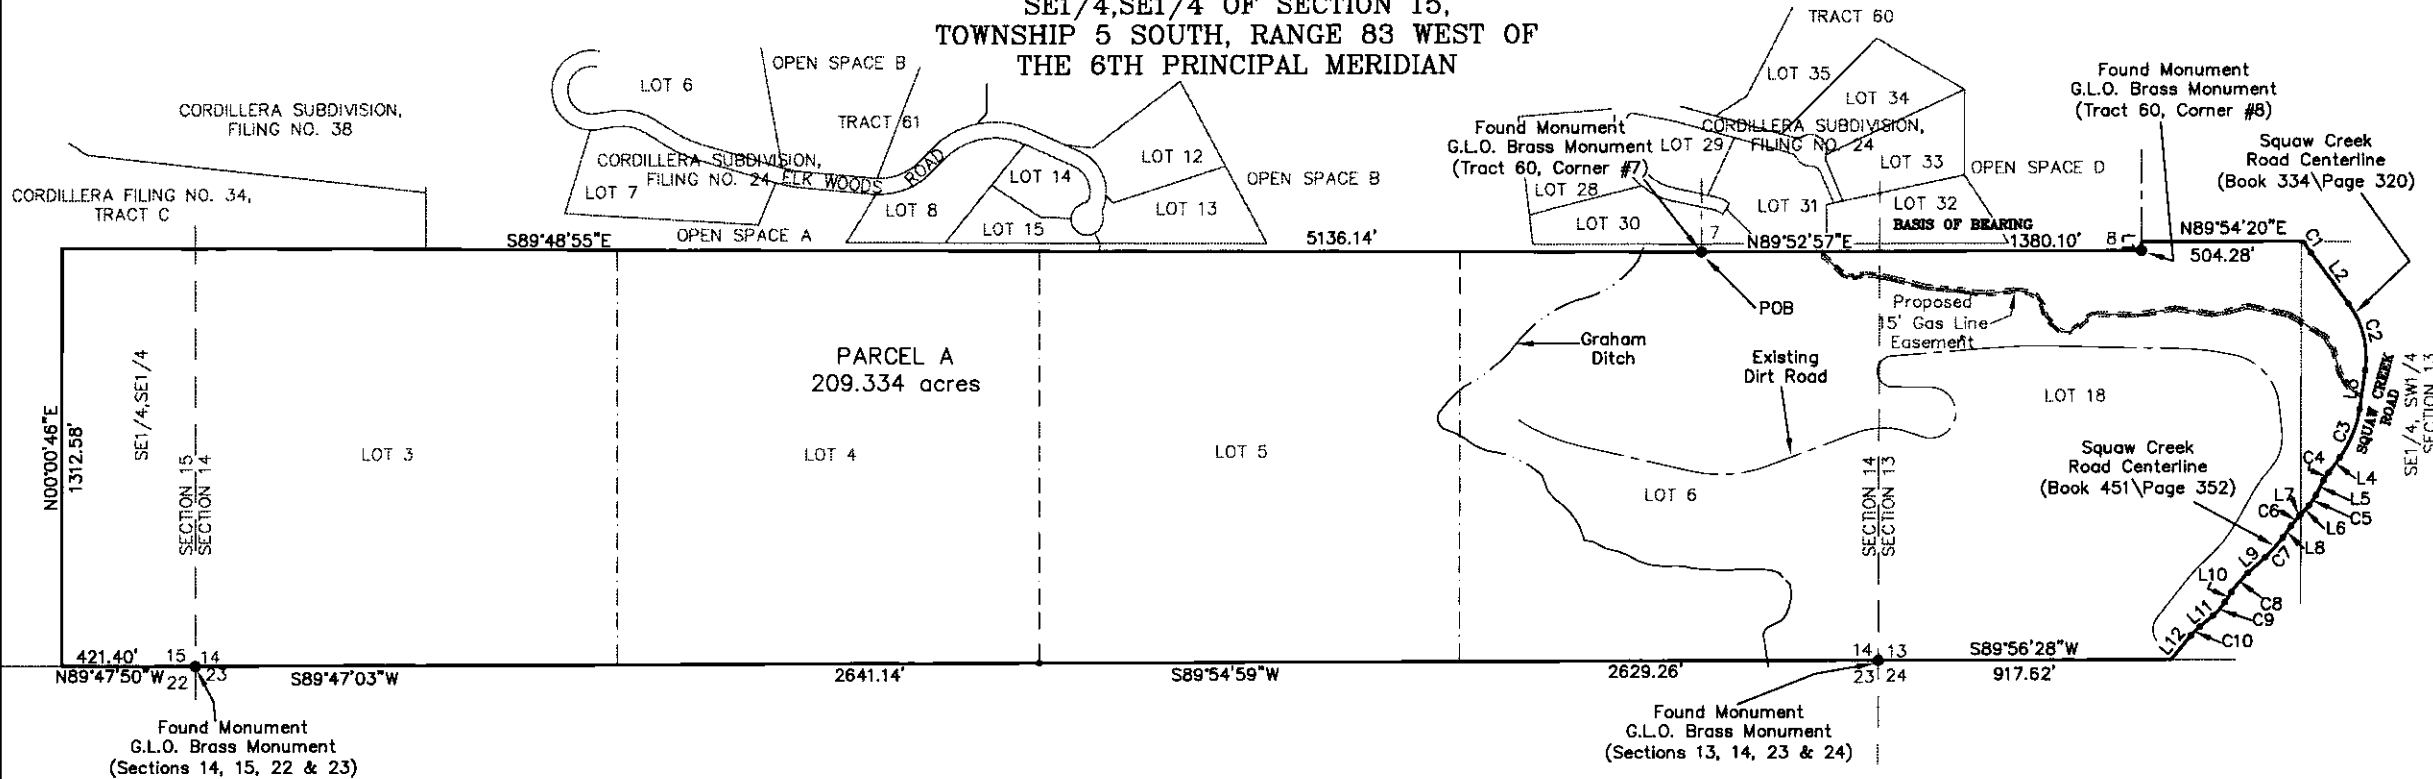 SE1/4,SE1/4 OF SECTION 15,
TOWNSHIP 5 SOUTH, RANGE 83 WEST OF
THE 6TH PRINCIPAL MERIDIAN
CORDILLERA SUBDIVISION,
FILING NO. 38
CORDILLERA FILING NO. 34,
TRACT C
LOT 6
OPEN SPACE B
TRACT 61
CORDILLERA SUBDIVISION,
FILING NO. 24
ELK WOODS
ROAD
LOT 7
LOT 8
OPEN SPACE A
LOT 14
LOT 15
LOT 12
LOT 13
OPEN SPACE B
TRACT 60
LOT 35
LOT 34
Found Monument
G.L.O. Brass Monument
(Tract 60, Corner #7)
CORDILLERA SUBDIVISION,
FILING NO. 24
LOT 29
LOT 28
LOT 30
LOT 31
LOT 33
LOT 32
OPEN SPACE D
BASIS OF BEARING
Found Monument
G.L.O. Brass Monument
(Tract 60, Corner #8)
Squaw Creek
Road Centerline
(Book 334\Page 320)
S89°48'55"E
5136.14'
7
N89°52'57"E
1380.10'
8
L1
N89°54'20"E
504.28'
C1
L2
C2
L3
C3
SQUAW CREEK
ROAD
SE1/4, SW1/4
SECTION 13
POB
Proposed
15' Gas Line
Easement
Graham
Ditch
Existing
Dirt Road
PARCEL A
209.334 acres
N00°00'46"E
1312.58'
SE1/4,SE1/4
SECTION 15
SECTION 14
LOT 3
LOT 4
LOT 5
LOT 6
LOT 18
SECTION 14
SECTION 13
Squaw Creek
Road Centerline
(Book 451\Page 352)
C4
L4
L5
C5
L7
C6
L6
L8
C7
L9
L10
C8
L11
C9
L12
C10
421.40'
15 14
N89°47'50"W
22 23
S89°47'03"W
2641.14'
S89°54'59"W
2629.26'
14 13
23 24
S89°56'28"W
917.62'
Found Monument
G.L.O. Brass Monument
(Sections 14, 15, 22 & 23)
Found Monument
G.L.O. Brass Monument
(Sections 13, 14, 23 & 24)